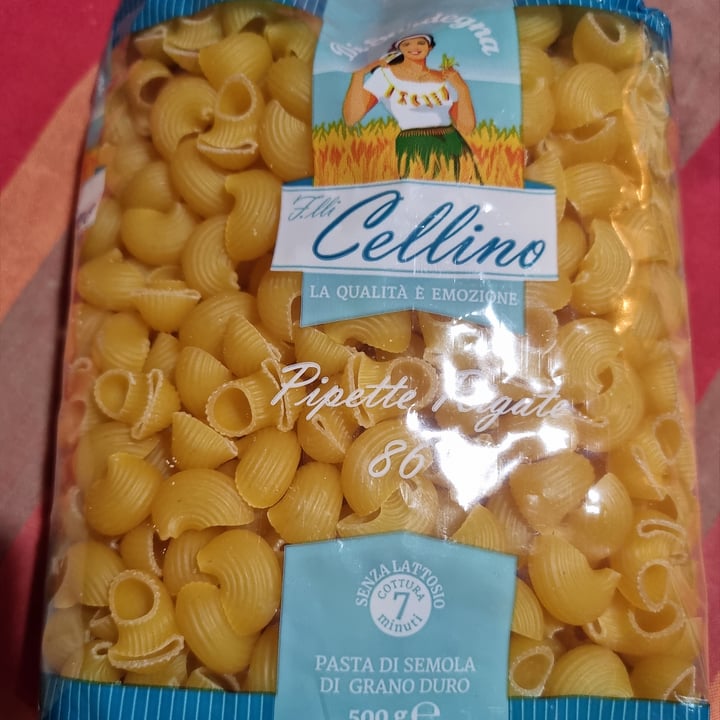 F.lli
Cellino
LA QUALITÀ È EMOZIONE
Pipette Rigate
86
SENZA LATTOSIO
COTTURA
7
minuti
PASTA DI SEMOLA
DI GRANO DURO
500 g e